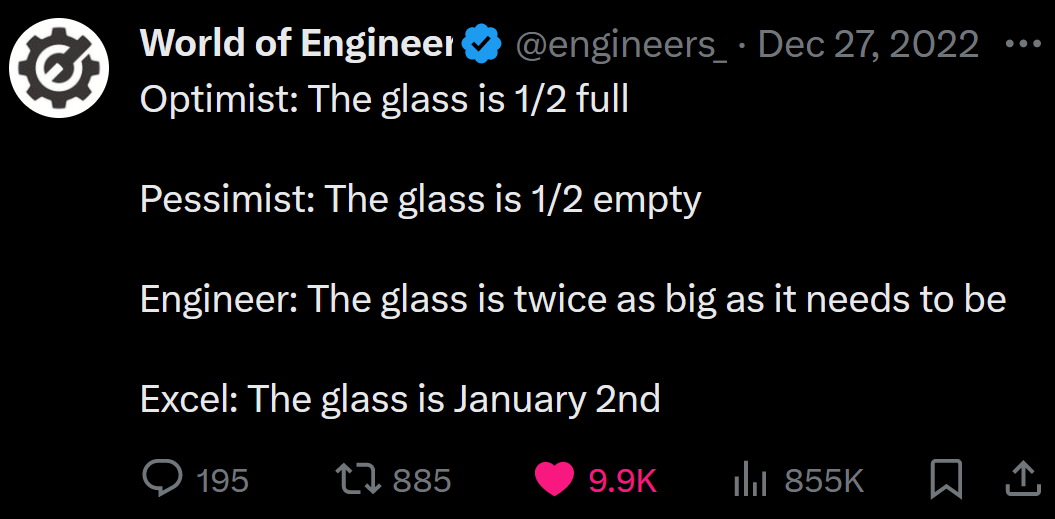 World of Engineer @engineers_ · Dec 27, 2022
Optimist: The glass is 1/2 full
Pessimist: The glass is 1/2 empty
Engineer: The glass is twice as big as it needs to be
Excel: The glass is January 2nd
195 885 9.9K 855K